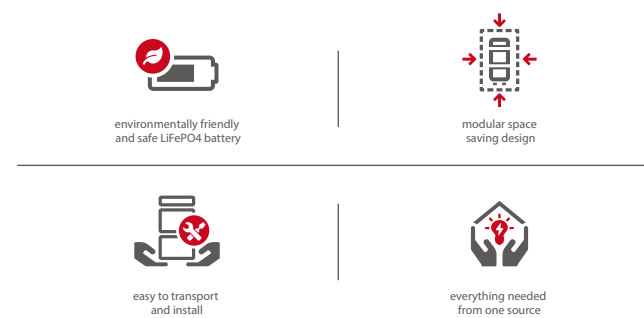 environmentally friendly
and safe LiFePO4 battery
modular space
saving design
easy to transport
and install
everything needed
from one source